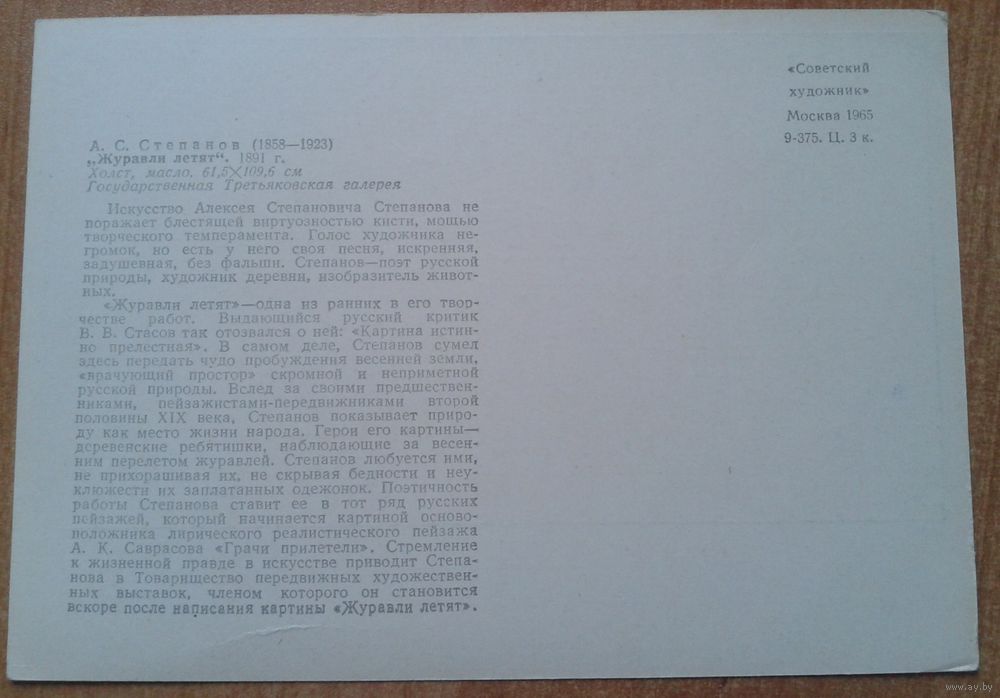 «Советский
художник»
Москва 1965
9-375. Ц. 3 к.
А. С. Степанов (1858—1923)
„Журавли летят“. 1891 г.
Холст, масло. 61,5×109,6 см
Государственная Третьяковская галерея
Искусство Алексея Степановича Степанова не
поражает блестящей виртуозностью кисти, мощью
творческого темперамента. Голос художника не-
громок, но есть у него своя песня, искренняя,
задушевная, без фальши. Степанов—поэт русской
природы, художник деревни, изобразитель живот-
ных.
«Журавли летят»—одна из ранних в его твор-
честве работ. Выдающийся русский критик
В. В. Стасов так отозвался о ней: «Картина истин-
но прелестная». В самом деле, Степанов сумел
здесь передать чудо пробуждения весенней земли,
«врачующий простор» скромной и неприметной
русской природы. Вслед за своими предшествен-
никами, пейзажистами-передвижниками второй
половины XIX века, Степанов показывает приро-
ду как место жизни народа. Герои его картины—
деревенские ребятишки, наблюдающие за весен-
ним перелетом журавлей. Степанов любуется ими,
не прихорашивая их, не скрывая бедности и неу-
клюжести их заплатанных одежонок. Поэтичность
работы Степанова ставит ее в тот ряд русских
пейзажей, который начинается картиной осново-
положника лирического реалистического пейзажа
А. К. Саврасова «Грачи прилетели». Стремление
к жизненной правде в искусстве приводит Степа-
нова в Товарищество передвижных художествен-
ных выставок, членом которого он становится
вскоре после написания картины «Журавли летят».
www.ay.by